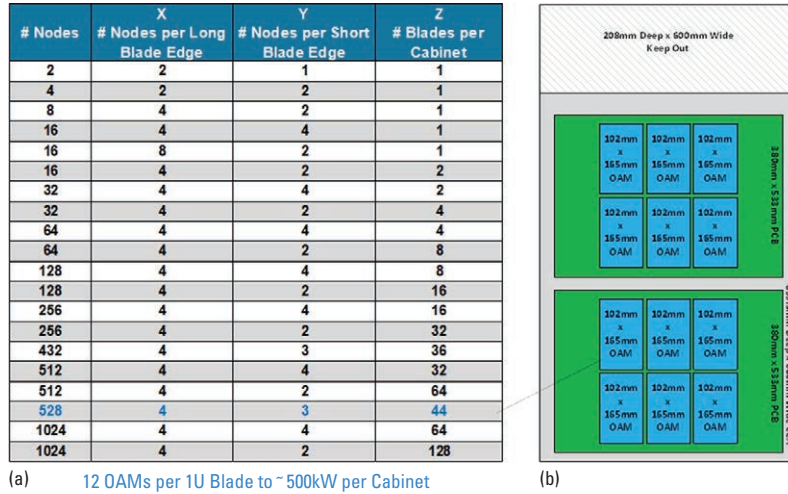 # Nodes
X
# Nodes per Long
Blade Edge
Y
# Nodes per Short
Blade Edge
Z
# Blades per
Cabinet
2 2 1 1
4 2 2 1
8 4 2 1
16 4 4 1
16 8 2 1
16 4 2 2
32 4 4 2
32 4 2 4
64 4 4 4
64 4 2 8
128 4 4 8
128 4 2 16
256 4 4 16
256 4 2 32
432 4 3 36
512 4 4 32
512 4 2 64
528 4 3 44
1024 4 4 64
1024 4 2 128
(a)
12 OAMs per 1U Blade to ~500kW per Cabinet
208mm Deep x 600mm Wide
Keep Out
102mm 102mm 102mm
x x x
165mm 165mm 165mm
OAM OAM OAM
102mm 102mm 102mm
x x x
165mm 165mm 165mm
OAM OAM OAM
380mm x 533mm PCB
102mm 102mm 102mm
x x x
165mm 165mm 165mm
OAM OAM OAM
102mm 102mm 102mm
x x x
165mm 165mm 165mm
OAM OAM OAM
380mm x 533mm PCB
(b)